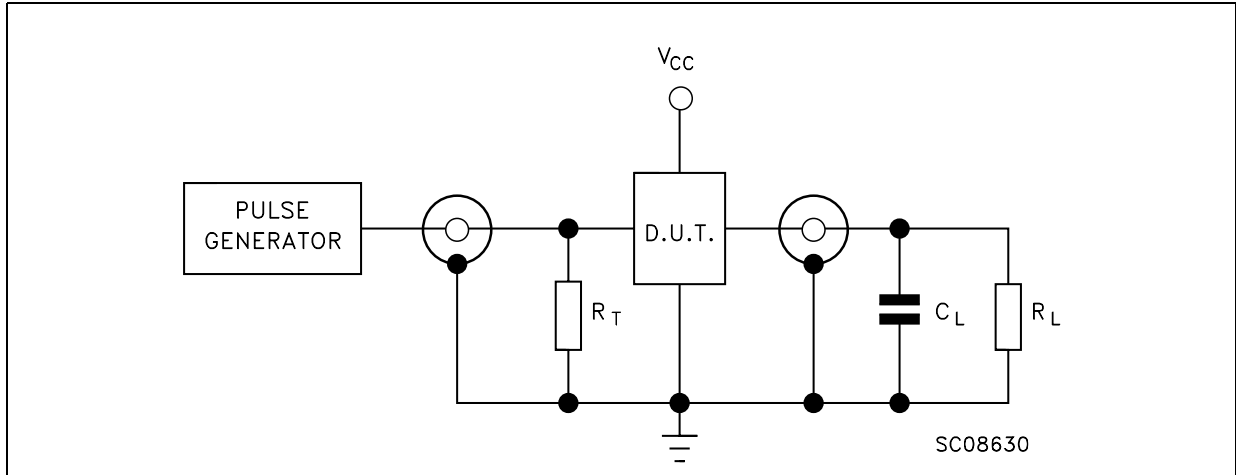 VCC
PULSE
GENERATOR
D.U.T.
RT
CL
RL
SC08630